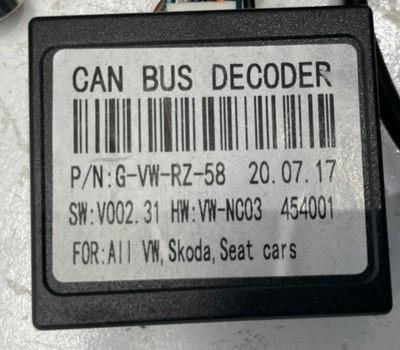 CAN BUS DECODER
P/N:G-VW-RZ-58 20.07.17
SW:V002.31 HW:VW-NC03 454001
FOR:All VW,Skoda,Seat cars